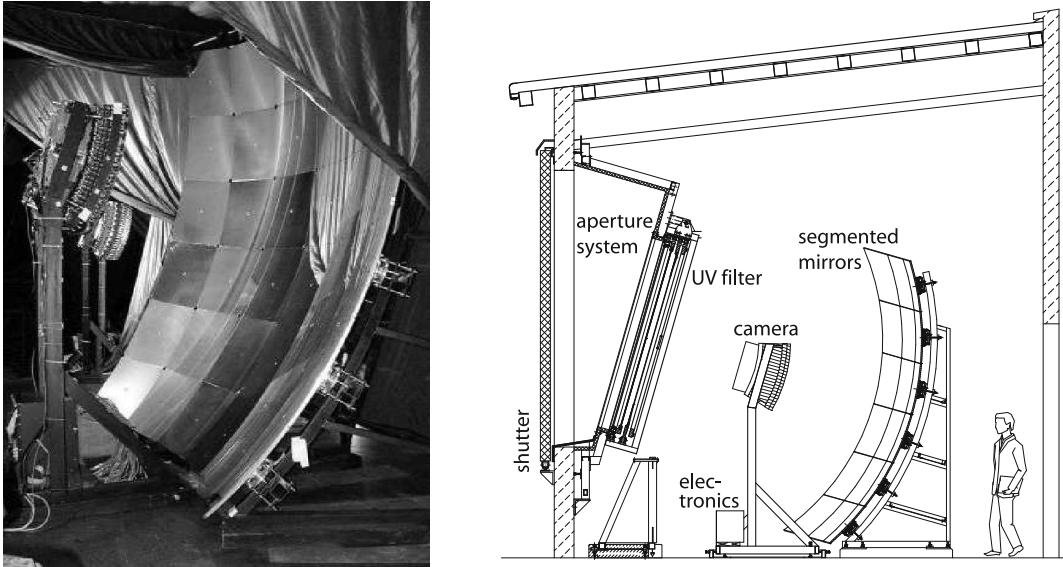 aperture
system
UV filter
segmented
mirrors
camera
shutter
elec-
tronics